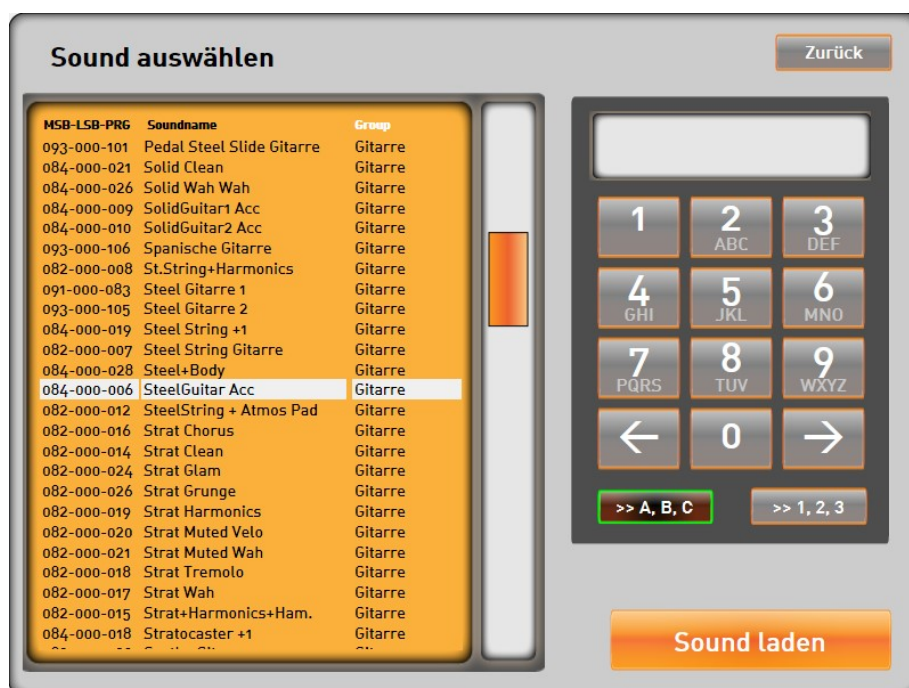 Sound auswählen
Zurück
MSB-LSB-PRG Soundname Group
093-000-101 Pedal Steel Slide Gitarre Gitarre
084-000-021 Solid Clean Gitarre
084-000-026 Solid Wah Wah Gitarre
084-000-009 SolidGuitar1 Acc Gitarre
084-000-010 SolidGuitar2 Acc Gitarre
093-000-106 Spanische Gitarre Gitarre
082-000-008 St.String+Harmonics Gitarre
091-000-083 Steel Gitarre 1 Gitarre
093-000-105 Steel Gitarre 2 Gitarre
084-000-019 Steel String +1 Gitarre
082-000-007 Steel String Gitarre Gitarre
084-000-028 Steel+Body Gitarre
084-000-006 SteelGuitar Acc Gitarre
082-000-012 SteelString + Atmos Pad Gitarre
082-000-016 Strat Chorus Gitarre
082-000-014 Strat Clean Gitarre
082-000-024 Strat Glam Gitarre
082-000-026 Strat Grunge Gitarre
082-000-019 Strat Harmonics Gitarre
082-000-020 Strat Muted Velo Gitarre
082-000-021 Strat Muted Wah Gitarre
082-000-018 Strat Tremolo Gitarre
082-000-017 Strat Wah Gitarre
082-000-015 Strat+Harmonics+Ham. Gitarre
084-000-018 Stratocaster +1 Gitarre
1 2 3
ABC DEF
4 5 6
GHI JKL MNO
7 8 9
PQRS TUV WXYZ
← 0 →
>> A, B, C >> 1, 2, 3
Sound laden